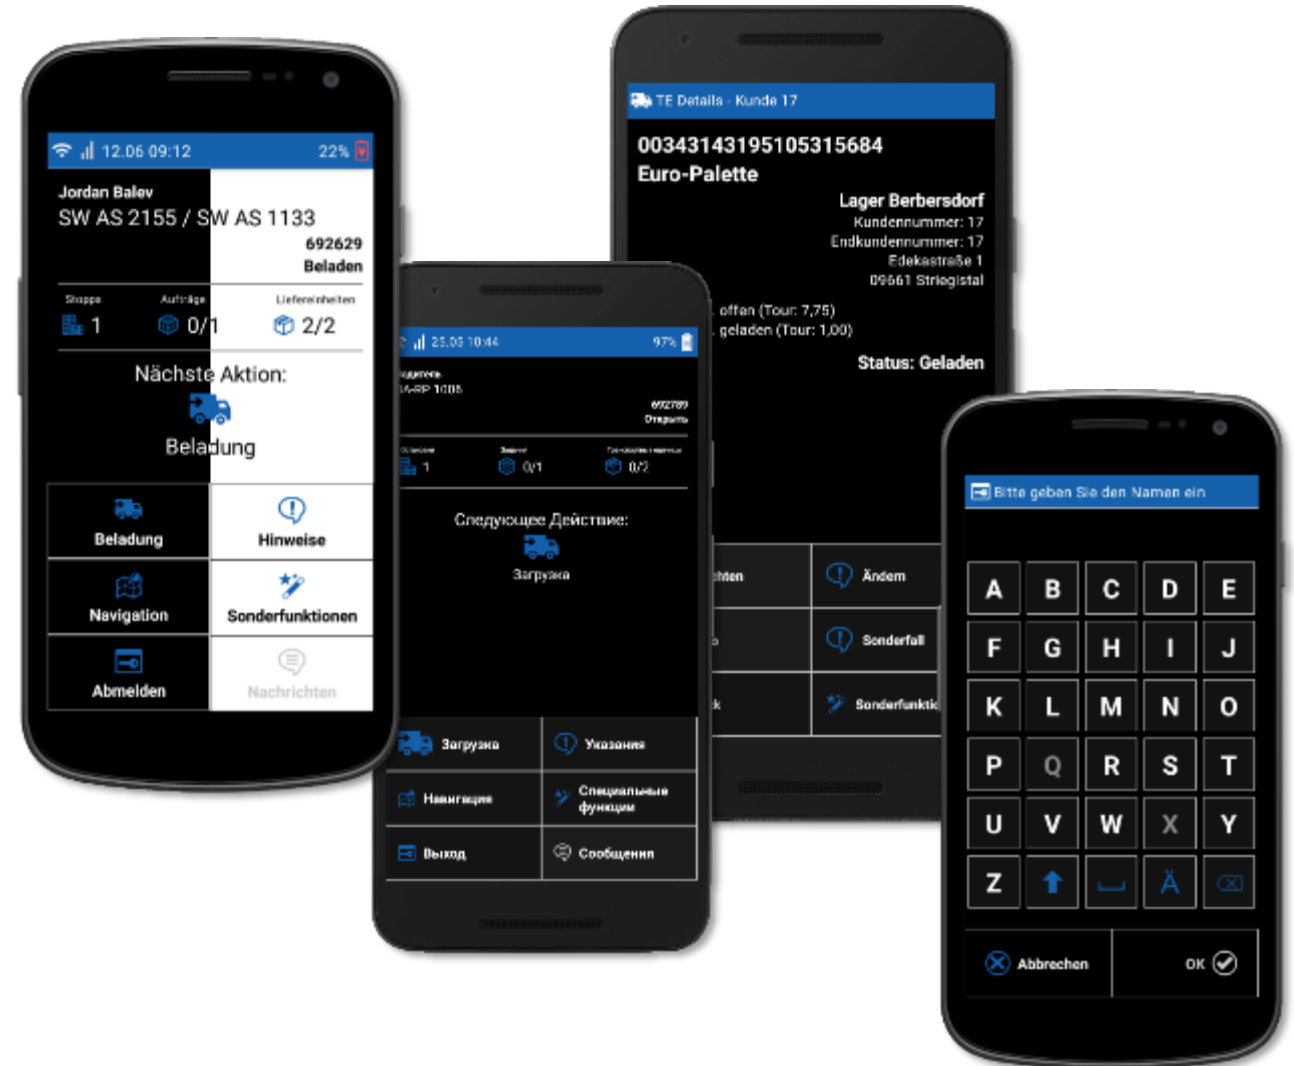 12.06 09:12 22%
Jordan Balev
SW AS 2155 / SW AS 1133
692629
Beladen
Stopps Aufträge Liefereinheiten
1 0/1 2/2
Nächste Aktion:
Beladung
Beladung Hinweise
Navigation Sonderfunktionen
Abmelden Nachrichten
25.05 10:44 97%
692789
Открыть
1 0/1 0/2
Следующее Действие:
Загрузка
Загрузка Указания
Навигация Специальные
функции
Выход Сообщения
TE Details - Kunde 17
00343143195105315684
Euro-Palette
Lager Berbersdorf
Kundennummer: 17
Endkundennummer: 17
Edekastraße 1
09661 Striegistal
. offen (Tour: 7,75)
. geladen (Tour: 1,00)
Status: Geladen
chten Ändern
o Sonderfall
k Sonderfunktio
Bitte geben Sie den Namen ein
A B C D E
F G H I J
K L M N O
P Q R S T
U V W X Y
Z Ä
Abbrechen OK